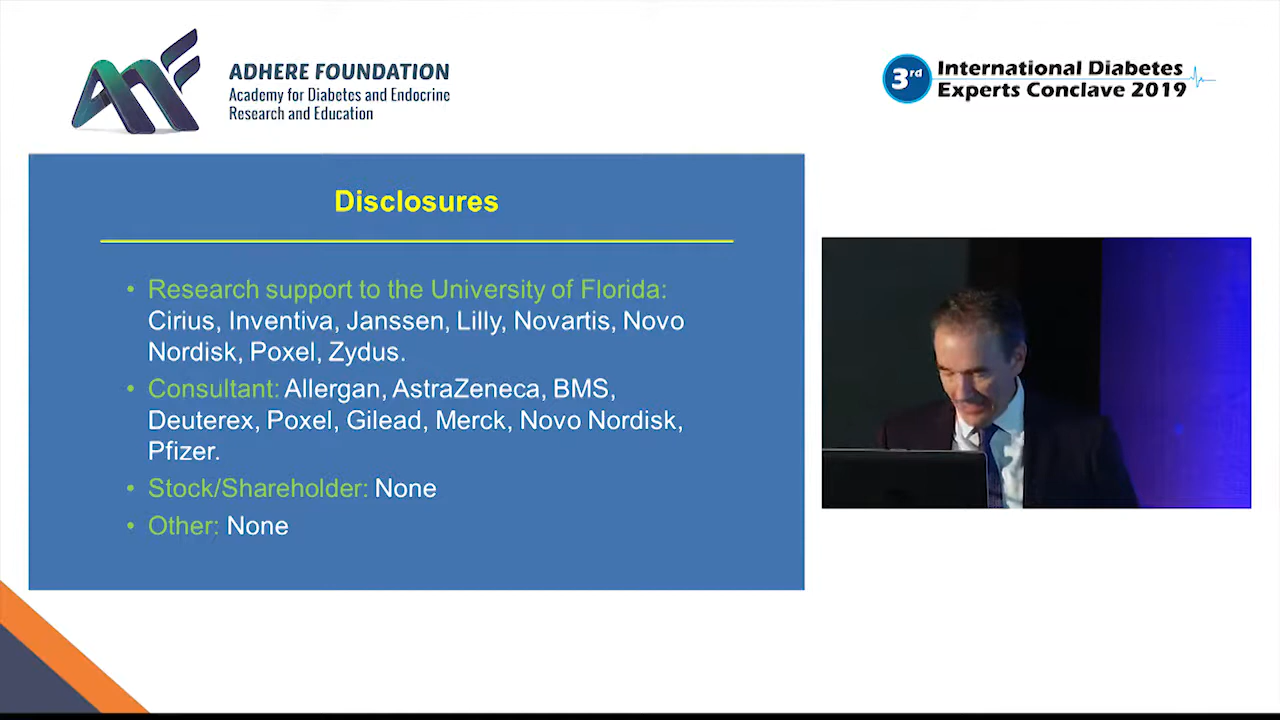 ADHERE FOUNDATION
Academy for Diabetes and Endocrine
Research and Education
3rd International Diabetes
Experts Conclave 2019
Disclosures
• Research support to the University of Florida:
Cirius, Inventiva, Janssen, Lilly, Novartis, Novo
Nordisk, Poxel, Zydus.
• Consultant: Allergan, AstraZeneca, BMS,
Deuterex, Poxel, Gilead, Merck, Novo Nordisk,
Pfizer.
• Stock/Shareholder: None
• Other: None